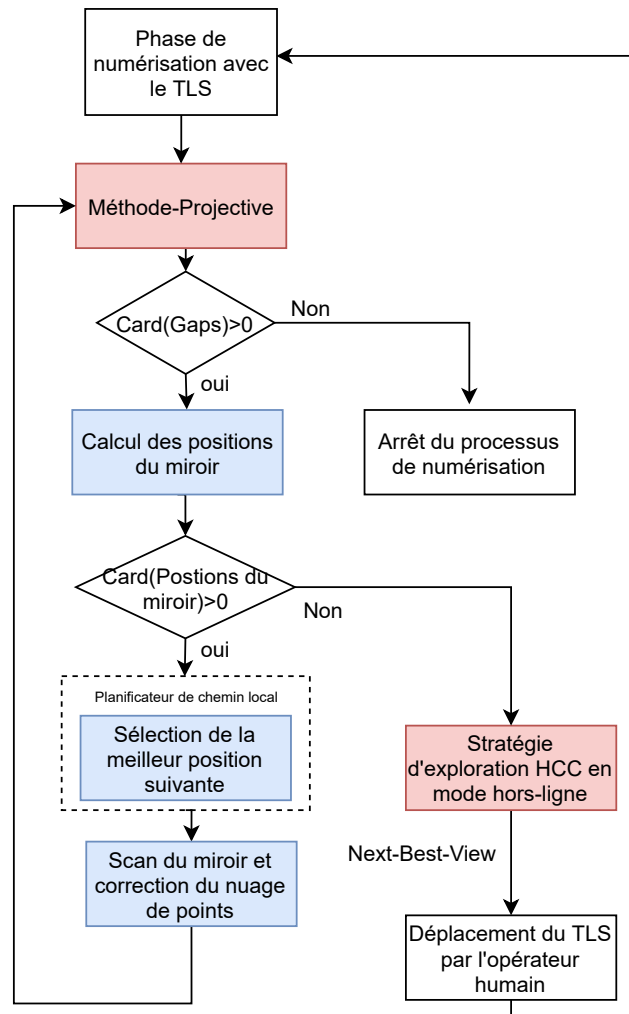 Phase de
numérisation avec
le TLS
Méthode-Projective
Card(Gaps)>0
Non
oui
Calcul des positions
du miroir
Arrêt du processus
de numérisation
Card(Postions du
miroir)>0
Non
oui
Planificateur de chemin local
Sélection de la
meilleur position
suivante
Stratégie
d'exploration HCC en
mode hors-ligne
Scan du miroir et
correction du nuage
de points
Next-Best-View
Déplacement du TLS
par l'opérateur
humain